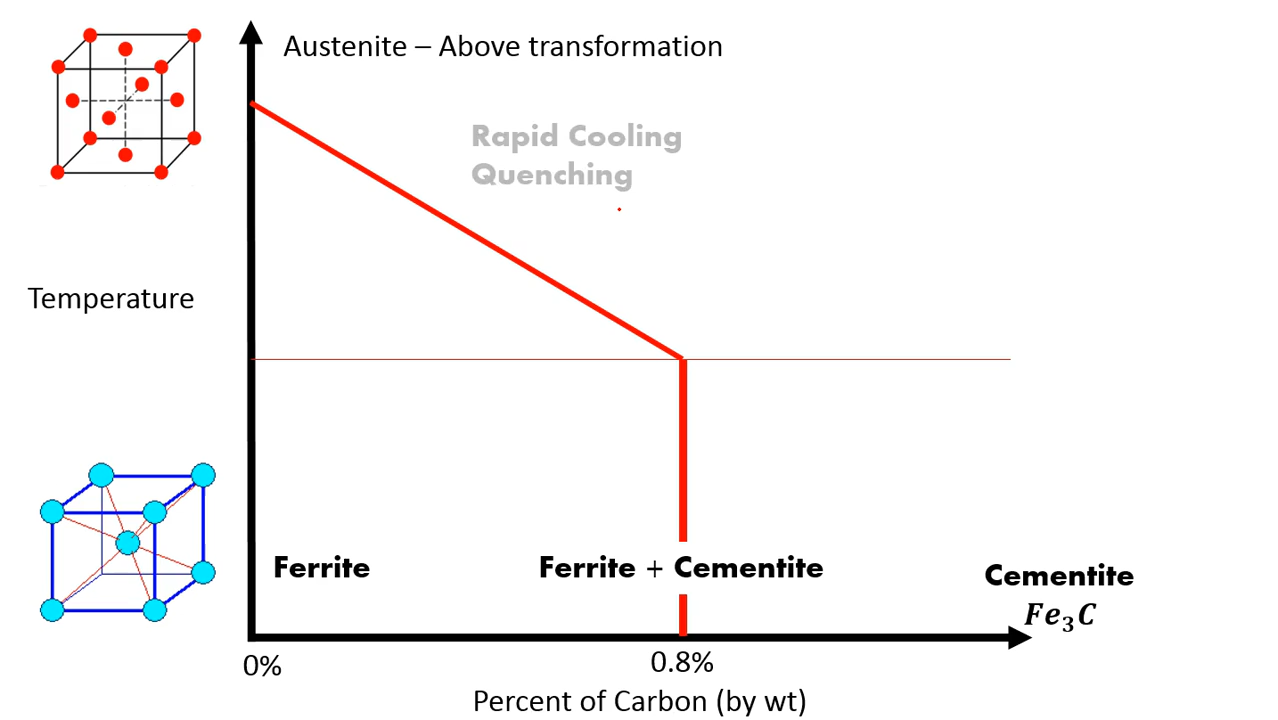 Austenite – Above transformation
Rapid Cooling
Quenching
Temperature
Ferrite
Ferrite + Cementite
Cementite
Fe₃C
0%
0.8%
Percent of Carbon (by wt)